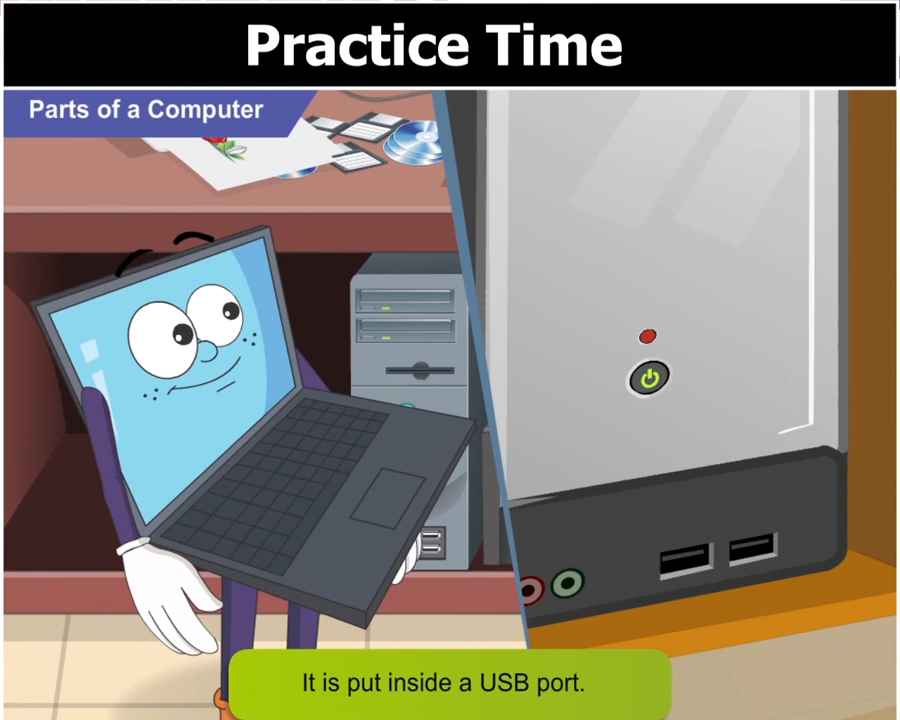 Practice Time
Parts of a Computer
It is put inside a USB port.